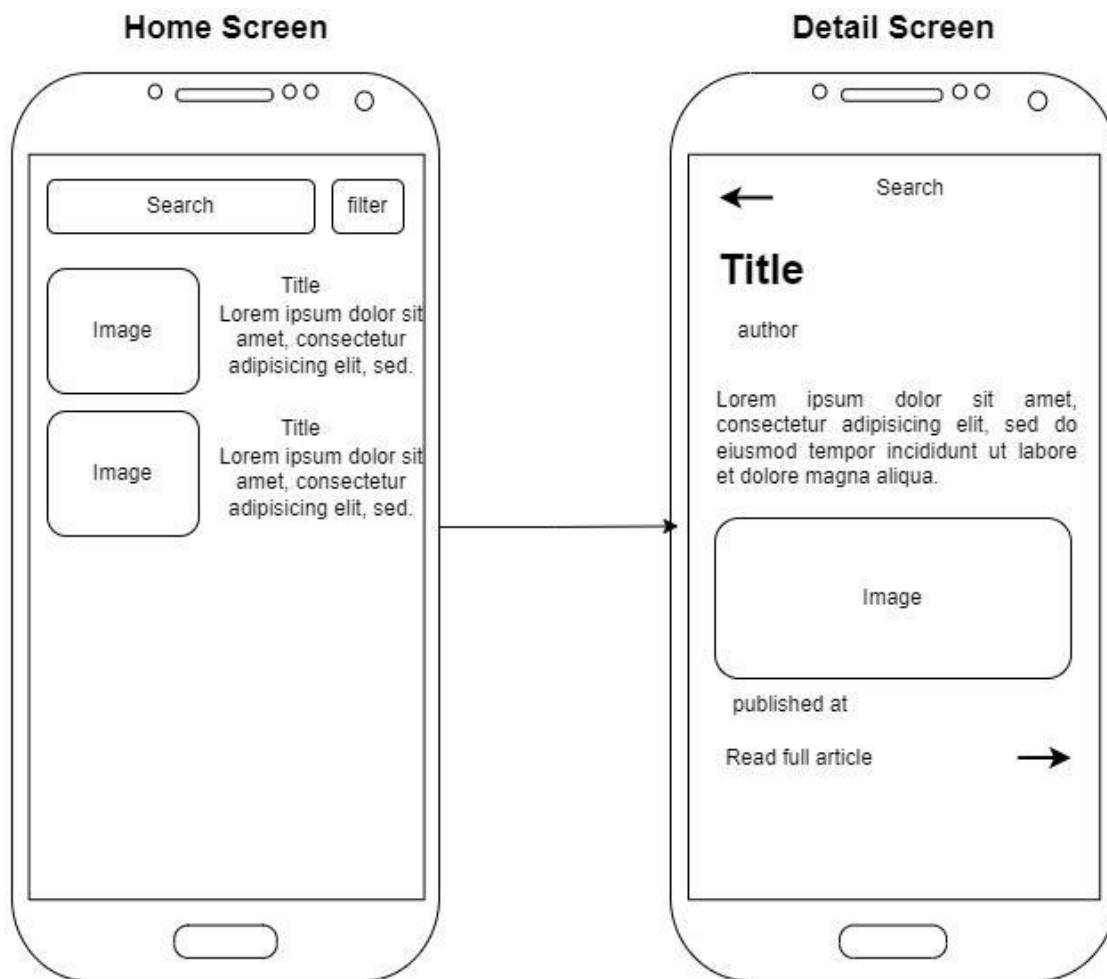 Home Screen
Search
filter
Image
Title
Lorem ipsum dolor sit
amet, consectetur
adipisicing elit, sed.
Image
Title
Lorem ipsum dolor sit
amet, consectetur
adipisicing elit, sed.
Detail Screen
Search
Title
author
Lorem ipsum dolor sit amet,
consectetur adipisicing elit, sed do
eiusmod tempor incididunt ut labore
et dolore magna aliqua.
Image
published at
Read full article